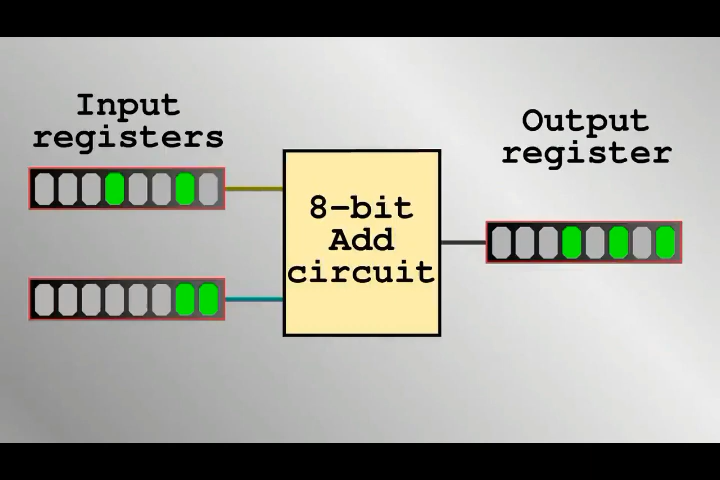 Input
registers
Output
register
8-bit
Add
circuit